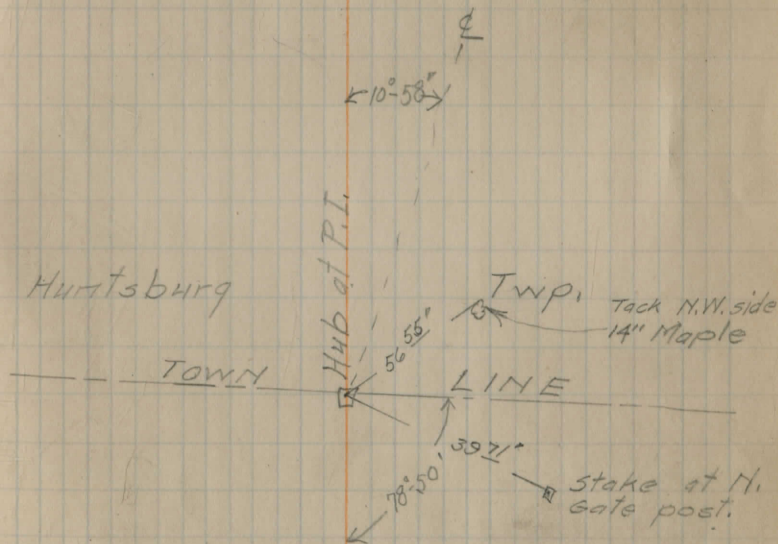 ℄
10°-58'
Hub at P.I.
Huntsburg
Twp.
Tack N.W. side
14" Maple
56 55'
TOWN LINE
39 71'
78°-50'
Stake at N.
Gate post.